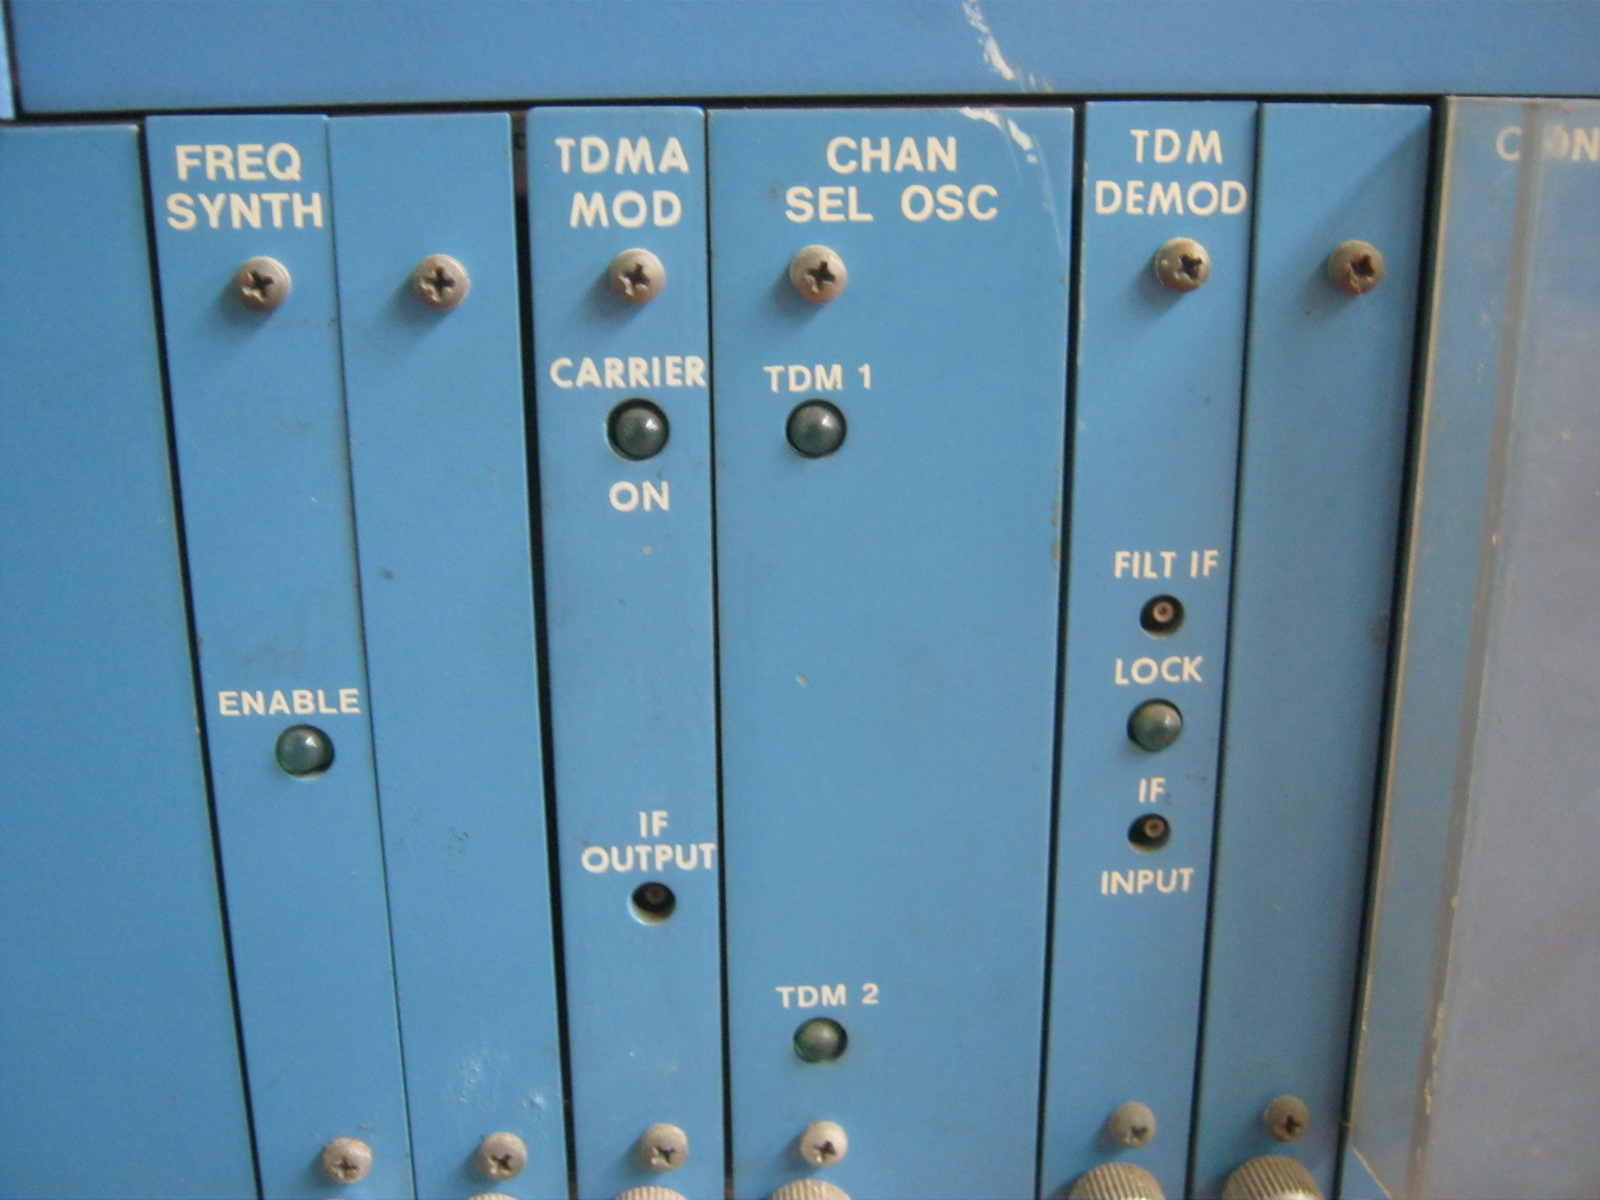 FREQ
SYNTH
ENABLE
TDMA
MOD
CARRIER
ON
IF
OUTPUT
CHAN
SEL OSC
TDM 1
TDM 2
TDM
DEMOD
FILT IF
LOCK
IF
INPUT